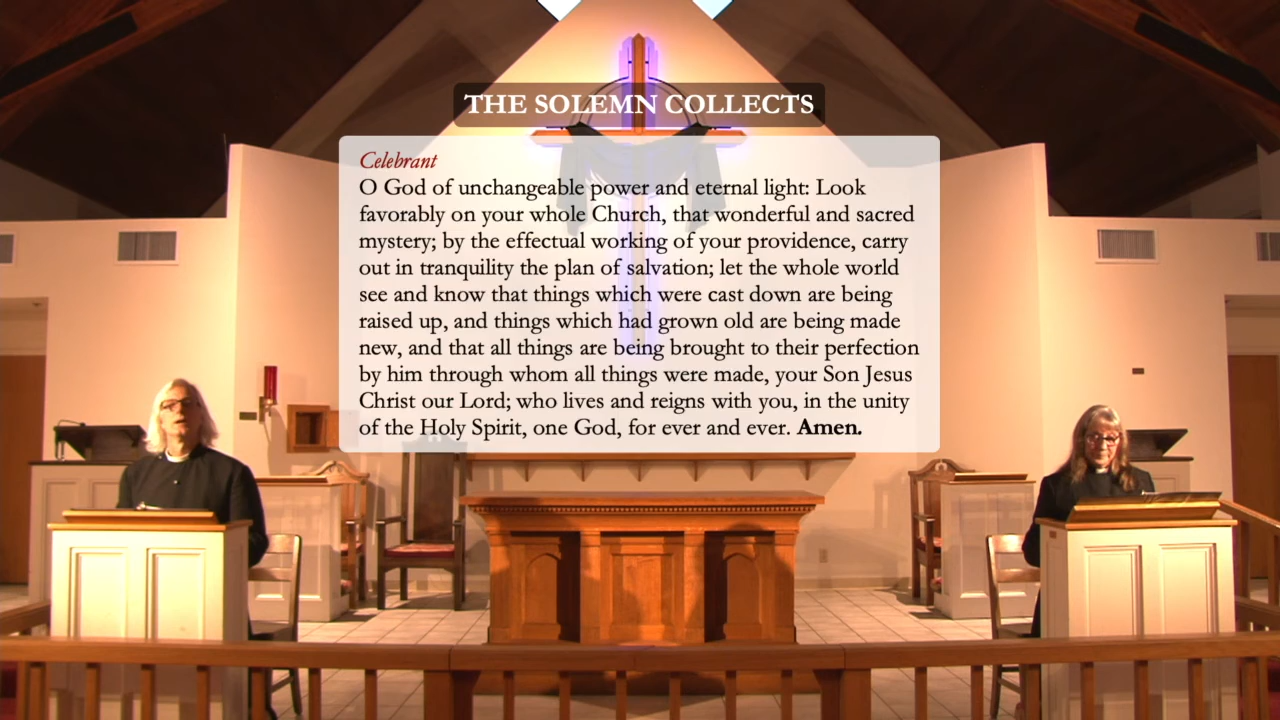 THE SOLEMN COLLECTS
Celebrant
O God of unchangeable power and eternal light: Look
favorably on your whole Church, that wonderful and sacred
mystery; by the effectual working of your providence, carry
out in tranquility the plan of salvation; let the whole world
see and know that things which were cast down are being
raised up, and things which had grown old are being made
new, and that all things are being brought to their perfection
by him through whom all things were made, your Son Jesus
Christ our Lord; who lives and reigns with you, in the unity
of the Holy Spirit, one God, for ever and ever. Amen.